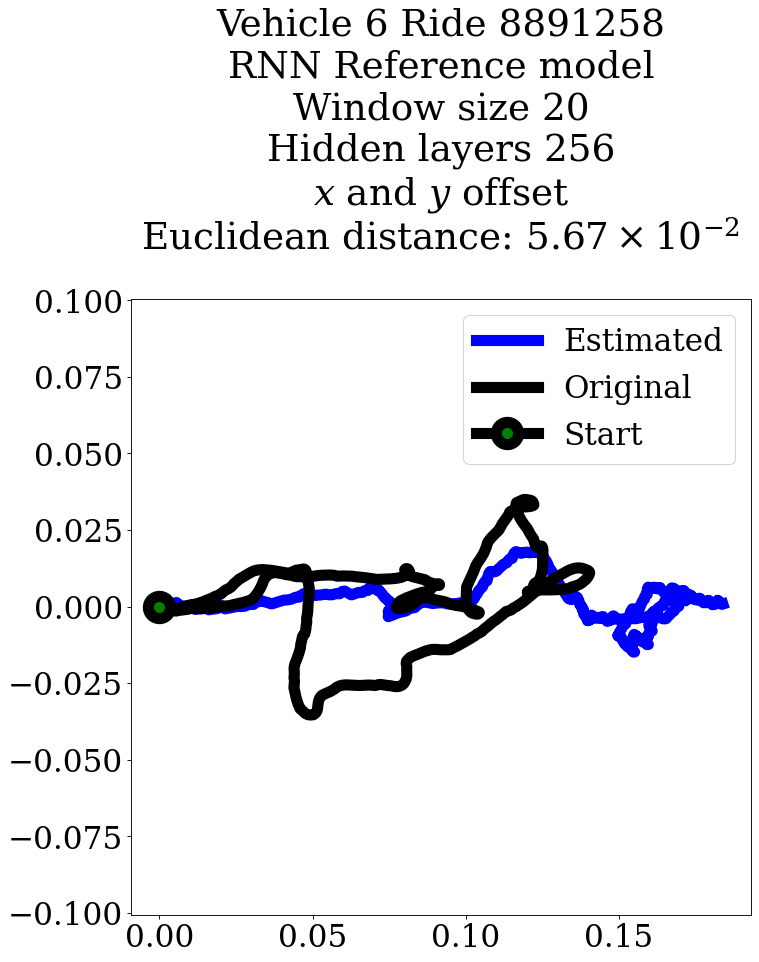 Vehicle 6 Ride 8891258
RNN Reference model
Window size 20
Hidden layers 256
x and y offset
Euclidean distance: 5.67 × 10⁻²
0.100
0.075
0.050
0.025
0.000
−0.025
−0.050
−0.075
−0.100
Estimated
Original
Start
0.00 0.05 0.10 0.15